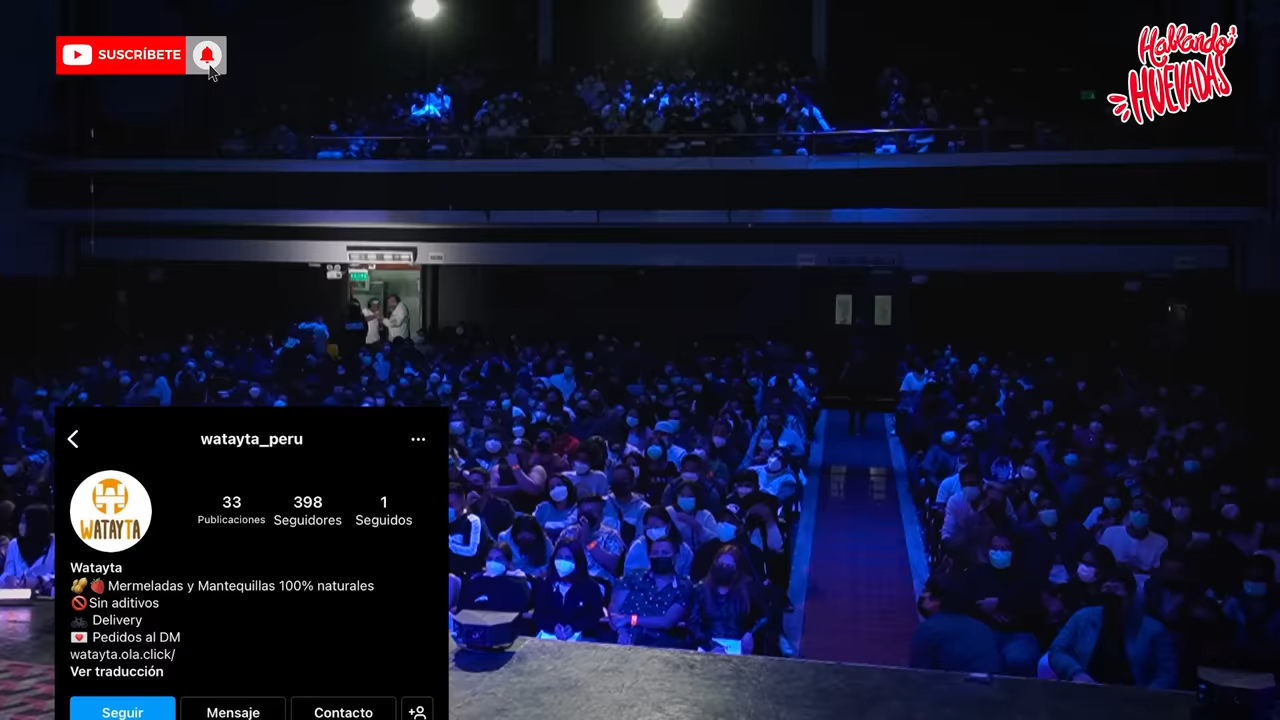 SUSCRÍBETE
Hablando
HUEVADAS
watayta_peru
33
398
1
Publicaciones
Seguidores
Seguidos
WATAYTA
Watayta
Mermeladas y Mantequillas 100% naturales
Sin aditivos
Delivery
Pedidos al DM
watayta.ola.click/
Ver traducción
Seguir
Mensaje
Contacto